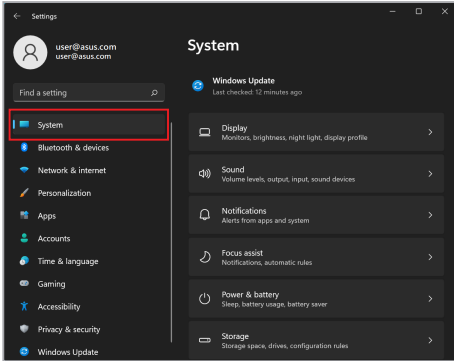 Settings
user@asus.com
user@asus.com
Find a setting
System
Bluetooth & devices
Network & internet
Personalization
Apps
Accounts
Time & language
Gaming
Accessibility
Privacy & security
Windows Update
System
Windows Update
Last checked: 12 minutes ago
Display
Monitors, brightness, night light, display profile
Sound
Volume levels, output, input, sound devices
Notifications
Alerts from apps and system
Focus assist
Notifications, automatic rules
Power & battery
Sleep, battery usage, battery saver
Storage
Storage space, drives, configuration rules